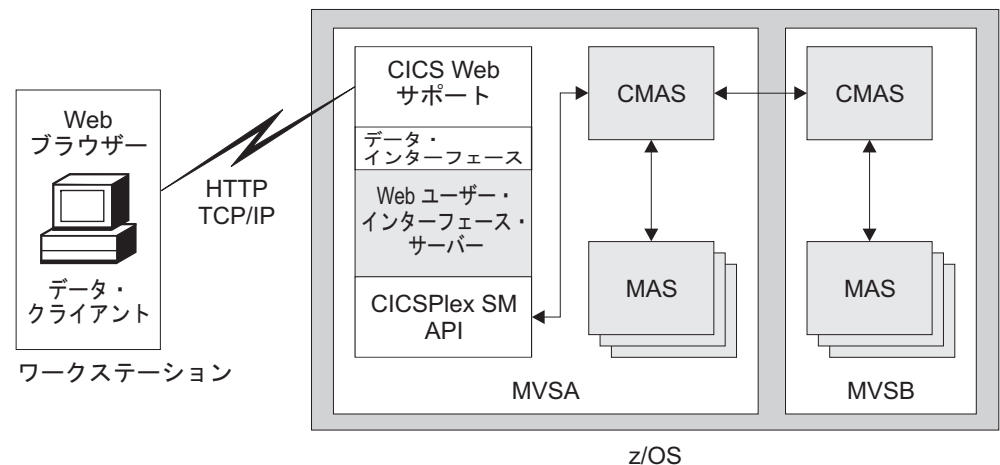 Web
ブラウザー
データ・
クライアント
ワークステーション
HTTP
TCP/IP
CICS Web
サポート
データ・
インターフェース
Web ユーザー・
インターフェース・
サーバー
CICSPlex SM
API
CMAS
MAS
MVSA
CMAS
MAS
MVSB
z/OS